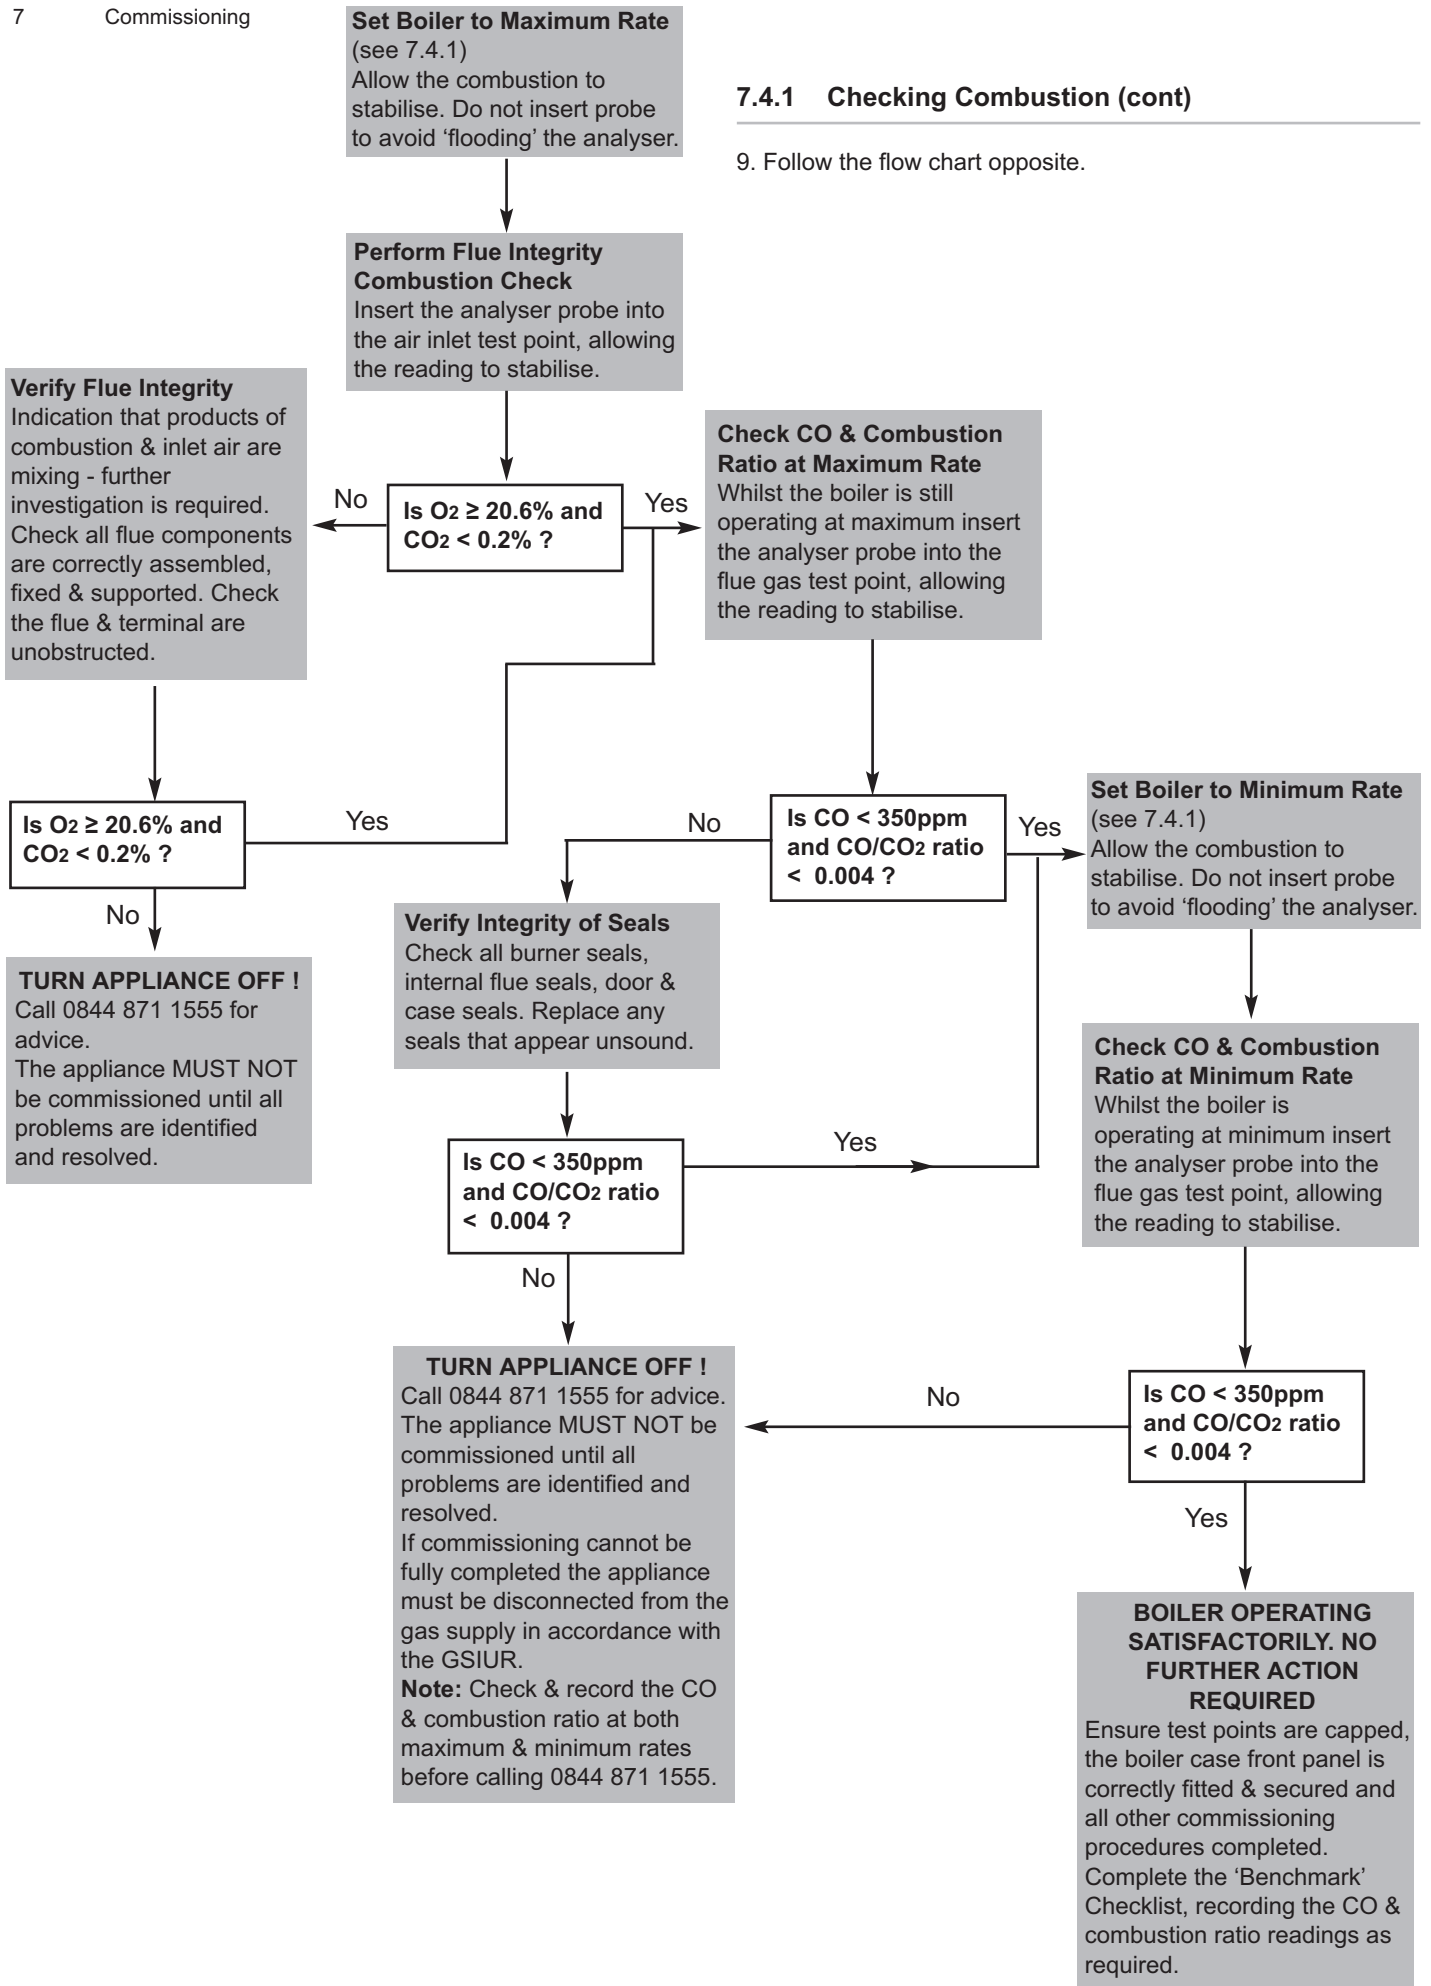 7 Commissioning
Set Boiler to Maximum Rate
(see 7.4.1)
Allow the combustion to
stabilise. Do not insert probe
to avoid ‘flooding’ the analyser.
7.4.1 Checking Combustion (cont)
9. Follow the flow chart opposite.
Perform Flue Integrity
Combustion Check
Insert the analyser probe into
the air inlet test point, allowing
the reading to stabilise.
Verify Flue Integrity
Indication that products of
combustion & inlet air are
mixing - further
investigation is required.
Check all flue components
are correctly assembled,
fixed & supported. Check
the flue & terminal are
unobstructed.
No
Is O2 ≥ 20.6% and
CO2 < 0.2% ?
Yes
Check CO & Combustion
Ratio at Maximum Rate
Whilst the boiler is still
operating at maximum insert
the analyser probe into the
flue gas test point, allowing
the reading to stabilise.
Is O2 ≥ 20.6% and
CO2 < 0.2% ?
Yes
No
TURN APPLIANCE OFF !
Call 0844 871 1555 for
advice.
The appliance MUST NOT
be commissioned until all
problems are identified
and resolved.
No
Is CO < 350ppm
and CO/CO2 ratio
< 0.004 ?
Yes
Set Boiler to Minimum Rate
(see 7.4.1)
Allow the combustion to
stabilise. Do not insert probe
to avoid ‘flooding’ the analyser.
Verify Integrity of Seals
Check all burner seals,
internal flue seals, door &
case seals. Replace any
seals that appear unsound.
Check CO & Combustion
Ratio at Minimum Rate
Whilst the boiler is
operating at minimum insert
the analyser probe into the
flue gas test point, allowing
the reading to stabilise.
Is CO < 350ppm
and CO/CO2 ratio
< 0.004 ?
Yes
No
TURN APPLIANCE OFF !
Call 0844 871 1555 for advice.
The appliance MUST NOT be
commissioned until all
problems are identified and
resolved.
If commissioning cannot be
fully completed the appliance
must be disconnected from the
gas supply in accordance with
the GSIUR.
Note: Check & record the CO
& combustion ratio at both
maximum & minimum rates
before calling 0844 871 1555.
No
Is CO < 350ppm
and CO/CO2 ratio
< 0.004 ?
Yes
BOILER OPERATING
SATISFACTORILY. NO
FURTHER ACTION
REQUIRED
Ensure test points are capped,
the boiler case front panel is
correctly fitted & secured and
all other commissioning
procedures completed.
Complete the ‘Benchmark’
Checklist, recording the CO &
combustion ratio readings as
required.